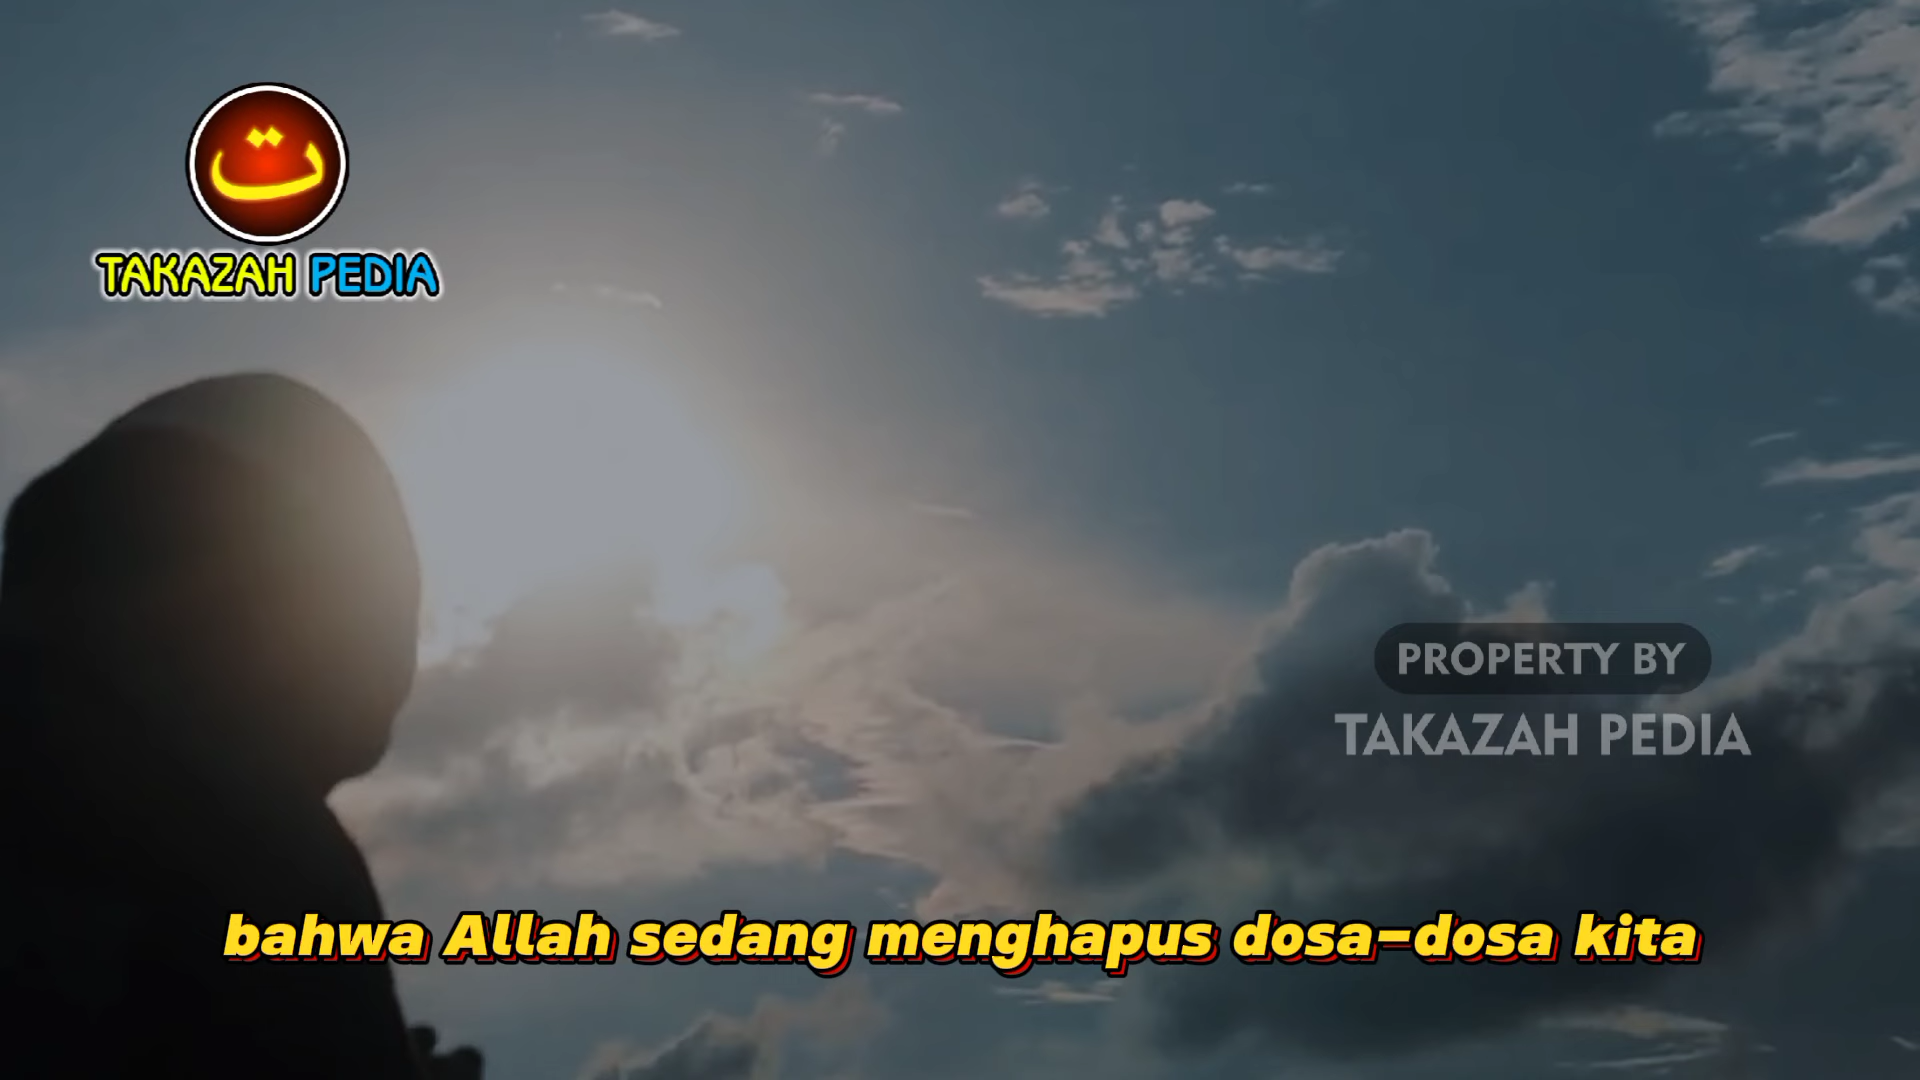 ت
TAKAZAH PEDIA
PROPERTY BY
TAKAZAH PEDIA
bahwa Allah sedang menghapus dosa-dosa kita